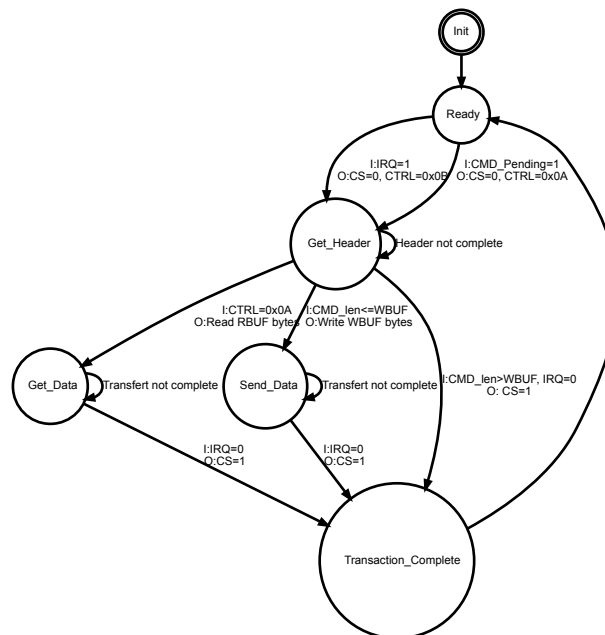 Init
Ready
I:IRQ=1
O:CS=0, CTRL=0x0B
I:CMD_Pending=1
O:CS=0, CTRL=0x0A
Get_Header
Header not complete
I:CTRL=0x0A
O:Read RBUF bytes
I:CMD_len<=WBUF
O:Write WBUF bytes
I:CMD_len>WBUF, IRQ=0
O: CS=1
Get_Data
Transfert not complete
Send_Data
Transfert not complete
I:IRQ=0
O:CS=1
I:IRQ=0
O:CS=1
Transaction_Complete